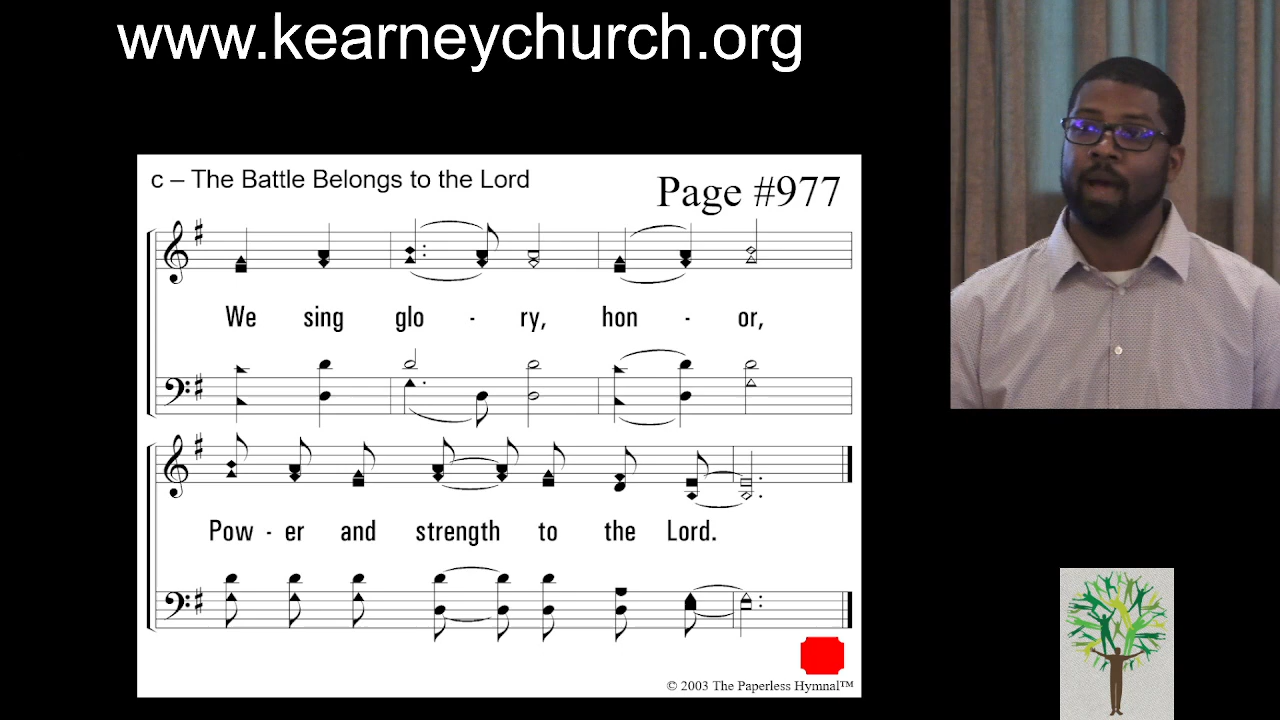 www.kearneychurch.org
c – The Battle Belongs to the Lord
Page #977
We sing glo - ry, hon - or,
Pow - er and strength to the Lord.
© 2003 The Paperless Hymnal™